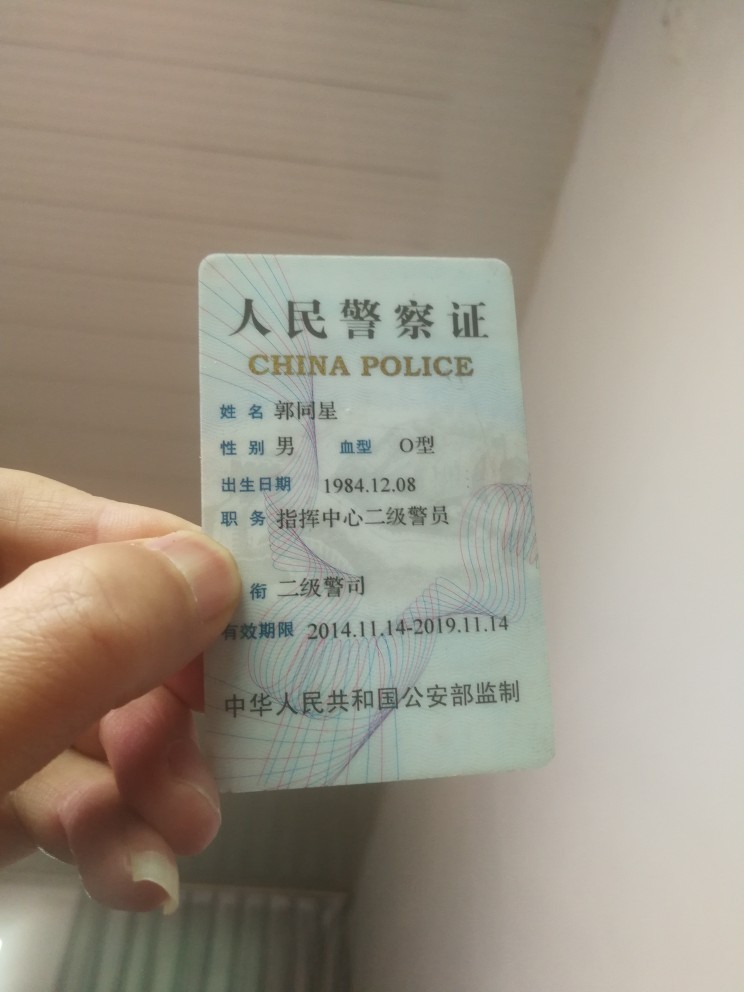 人民警察证
CHINA POLICE
姓 名 郭同星
性 别 男 血型 O型
出生日期 1984.12.08
职 务 指挥中心二级警员
衔 二级警司
有效期限 2014.11.14-2019.11.14
中华人民共和国公安部监制